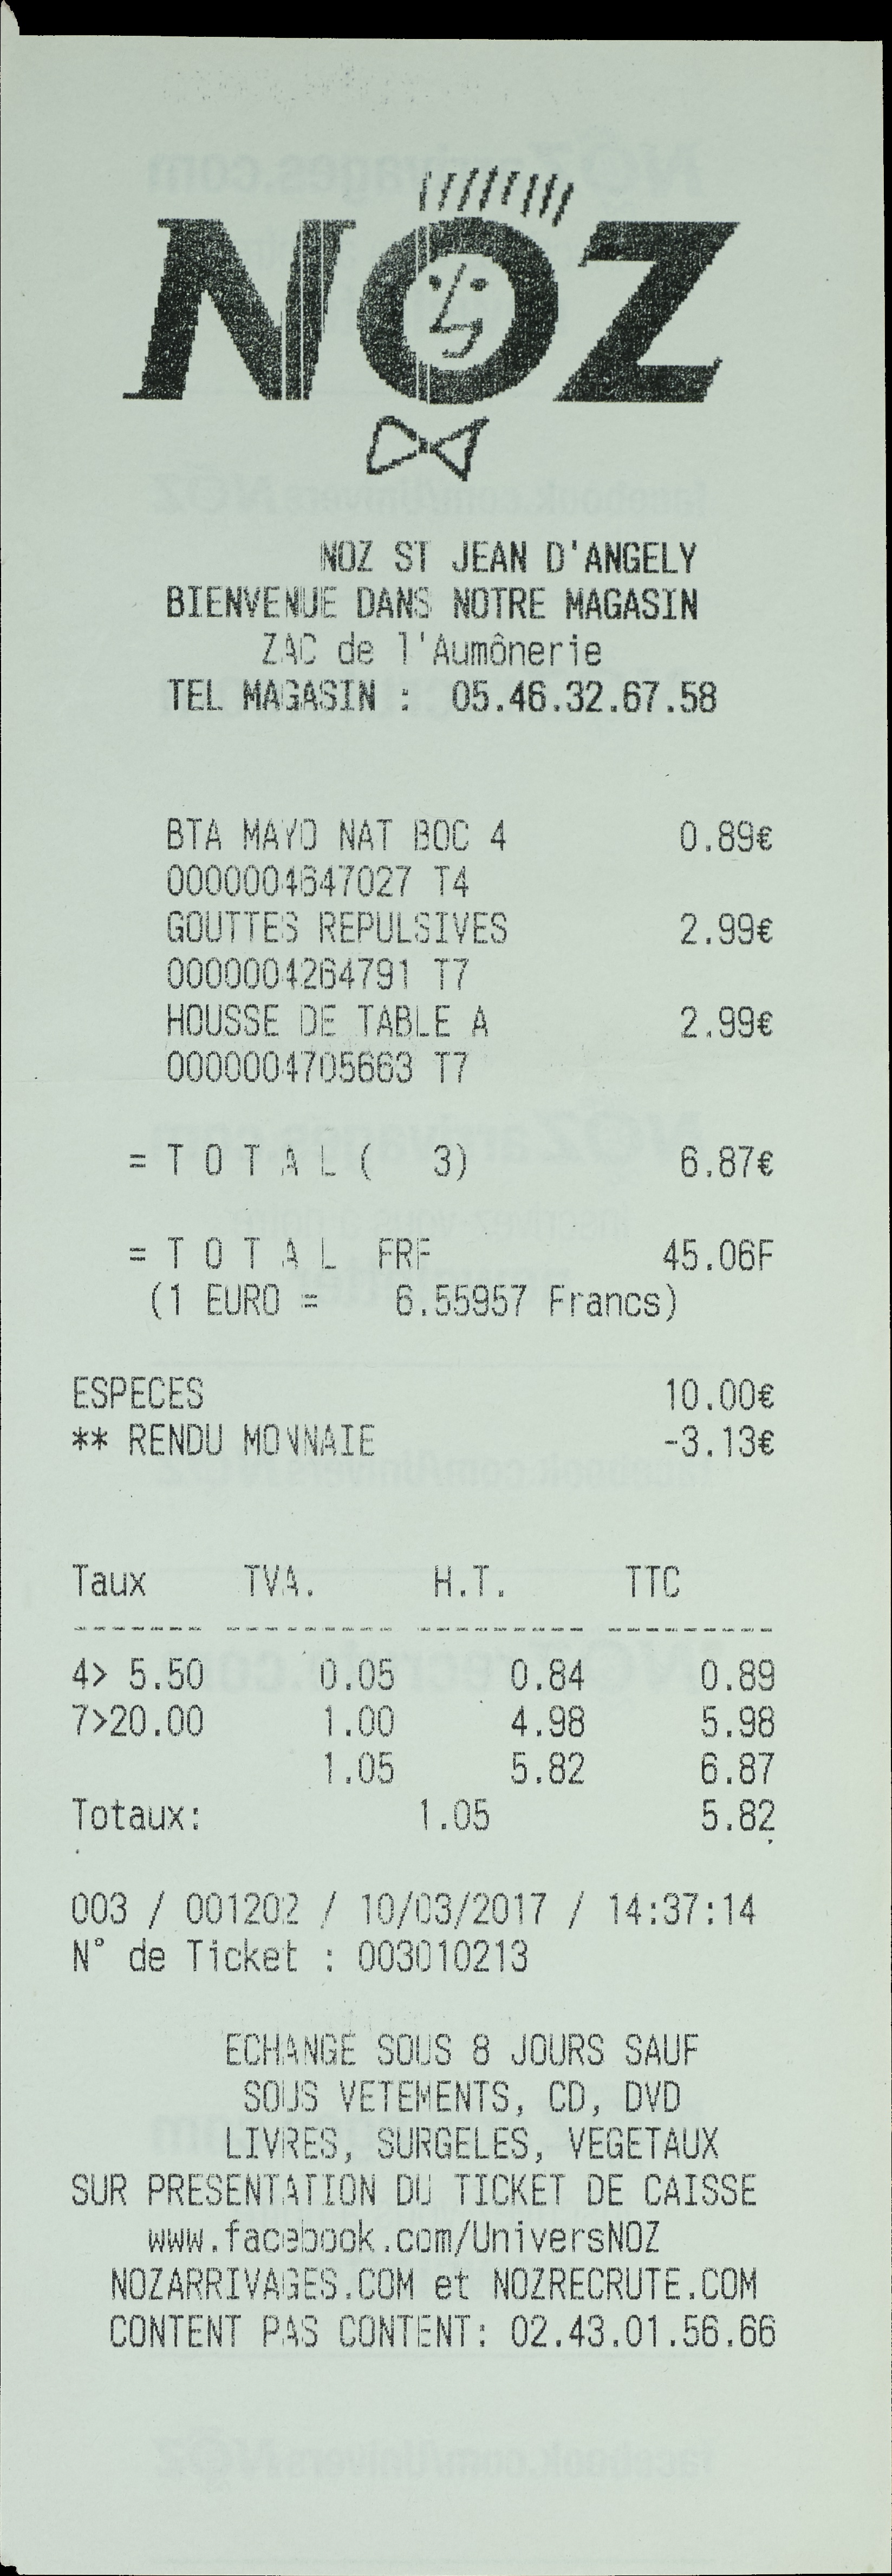 NOZ
NOZ ST JEAN D'ANGELY
BIENVENUE DANS NOTRE MAGASIN
ZAC de l'Aumônerie
TEL MAGASIN : 05.46.32.67.58
BTA MAYO NAT BOC 4 0.89€
0000004647027 T4
GOUTTES REPULSIVES 2.99€
0000004264791 T7
HOUSSE DE TABLE A 2.99€
0000004705663 T7
= T O T A L ( 3) 6.87€
= T O T A L FRF 45.06F
(1 EURO = 6.55957 Francs)
ESPECES 10.00€
** RENDU MONNAIE -3.13€
Taux TVA. H.T. TTC
------- --------- --------- ---------
4> 5.50 0.05 0.84 0.89
7>20.00 1.00 4.98 5.98
1.05 5.82 6.87
Totaux: 1.05 5.82
003 / 001202 / 10/03/2017 / 14:37:14
N° de Ticket : 003010213
ECHANGE SOUS 8 JOURS SAUF
SOUS VETEMENTS, CD, DVD
LIVRES, SURGELES, VEGETAUX
SUR PRESENTATION DU TICKET DE CAISSE
www.facebook.com/UniversNOZ
NOZARRIVAGES.COM et NOZRECRUTE.COM
CONTENT PAS CONTENT: 02.43.01.56.66